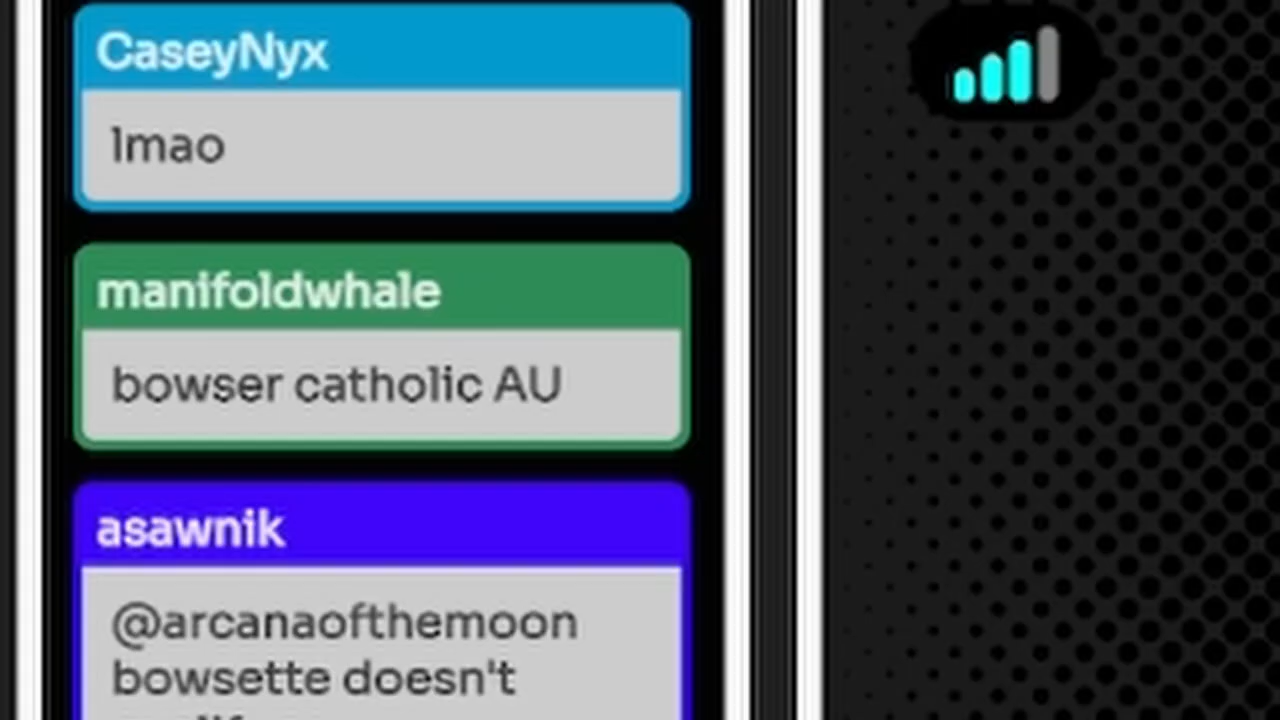 CaseyNyx
lmao
manifoldwhale
bowser catholic AU
asawnik
@arcanaofthemoon
bowsette doesn't